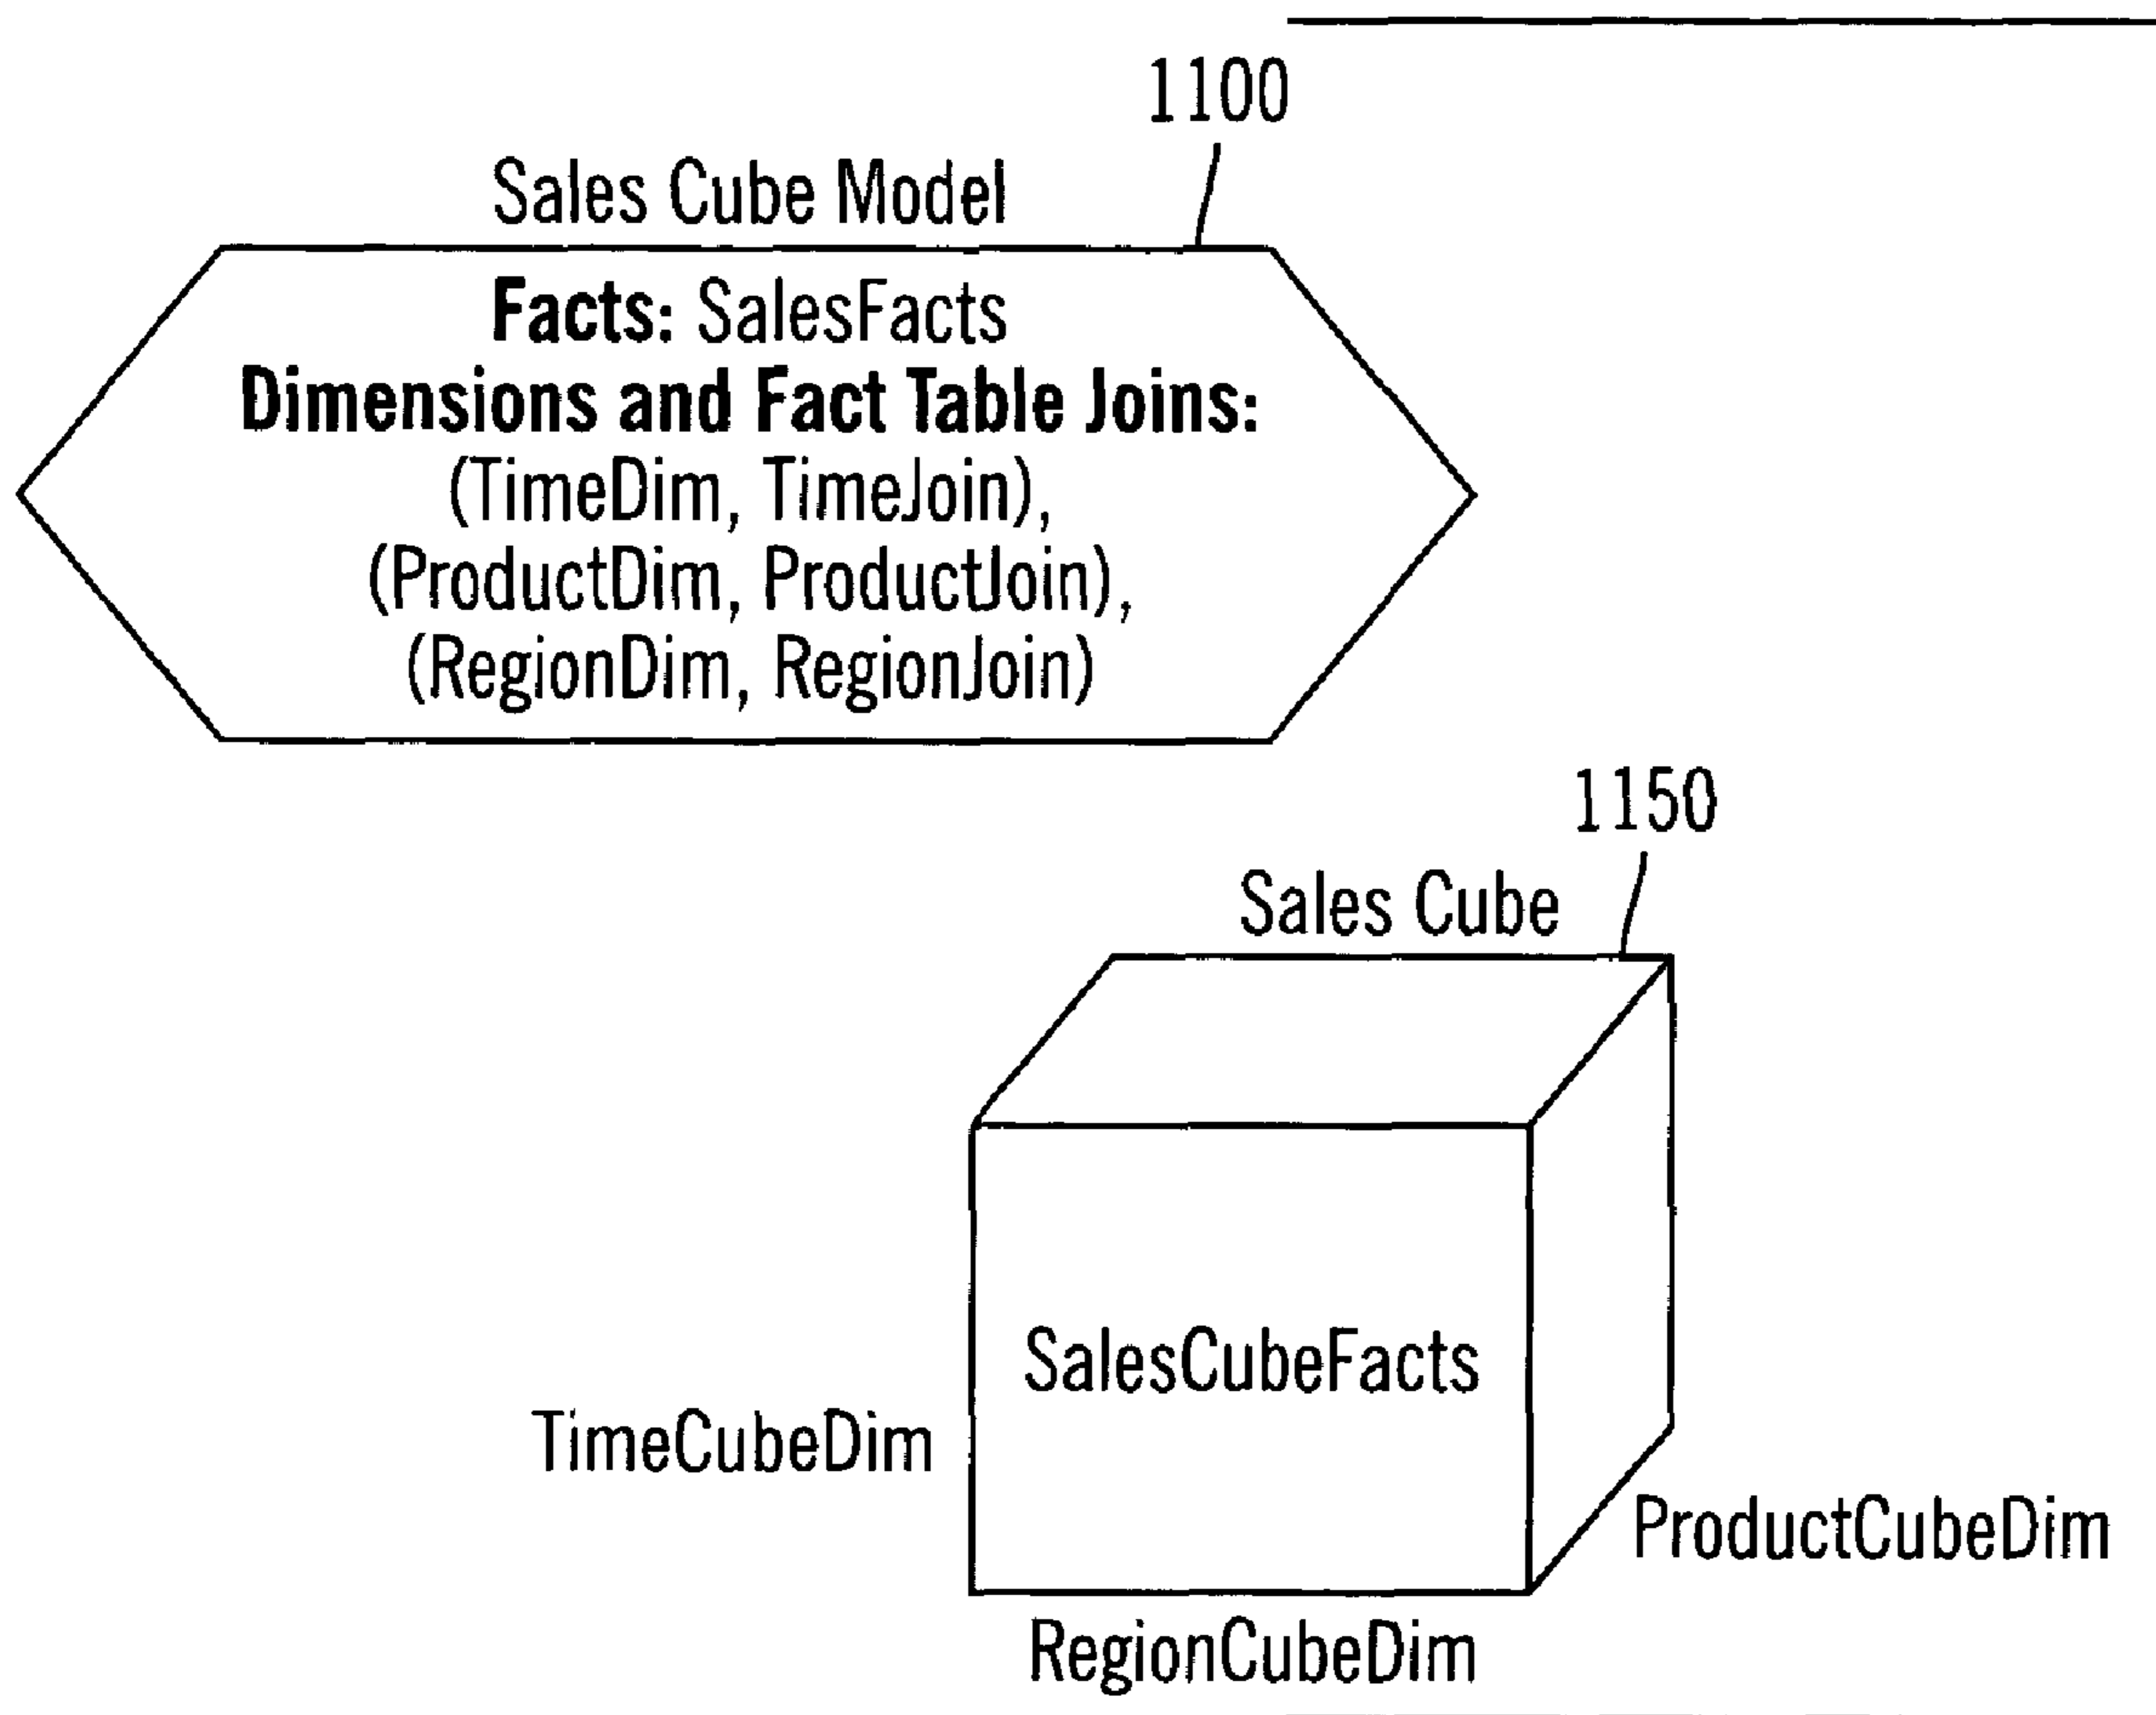 1100
Sales Cube Model
Facts: SalesFacts
Dimensions and Fact Table Joins:
(TimeDim, TimeJoin),
(ProductDim, ProductJoin),
(RegionDim, RegionJoin)
1150
Sales Cube
SalesCubeFacts
TimeCubeDim
ProductCubeDim
RegionCubeDim